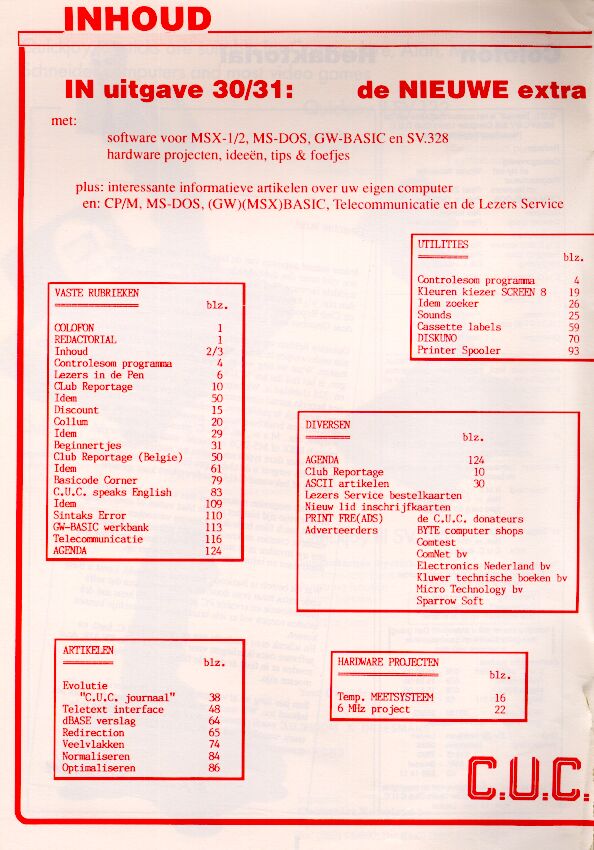 INHOUD
IN uitgave 30/31: de NIEUWE extra
met:
software voor MSX-1/2, MS-DOS, GW-BASIC en SV.328
hardware projecten, ideeën, tips & foefjes
plus: interessante informatieve artikelen over uw eigen computer
en: CP/M, MS-DOS, (GW)(MSX)BASIC, Telecommunicatie en de Lezers Service
UTILITIES
blz.
Controlesom programma 4
Kleuren kiezer SCREEN 8 19
Idem zoeker 26
Sounds 25
Cassette labels 59
DISKUNO 70
Printer Spooler 93
VASTE RUBRIEKEN
blz.
COLOFON 1
REDACTORIAL 1
Inhoud 2/3
Controlesom programma 4
Lezers in de Pen 6
CLub Reportage 10
Idem 50
Discount 15
Collum 20
Idem 29
Beginnertjes 31
Club Reportage (Belgie) 50
Idem 61
Basicode Corner 79
C.U.C. speaks English 83
Idem 109
Sintaks Error 110
GW-BASIC werkbank 113
Telecommunicatie 116
AGENDA 124
DIVERSEN
blz.
AGENDA 124
Club Reportage 10
ASCII artikelen 30
Lezers Service bestelkaarten
Nieuw lid inschrijfkaarten
PRINT FRE(ADS) de C.U.C. donateurs
Adverteerders BYTE computer shops
Comtest
ComNet bv
Electronics Nederland bv
Kluwer technische boeken bv
Micro Technology bv
Sparrow Soft
ARTIKELEN
blz.
Evolutie
"C.U.C. journaal" 38
Teletext interface 48
dBASE verslag 64
Redirection 65
Veelvlakken 74
Normaliseren 84
Optimaliseren 86
HARDWARE PROJECTEN
blz.
Temp. MEETSYSTEEM 16
6 MHz project 22
C.U.C.